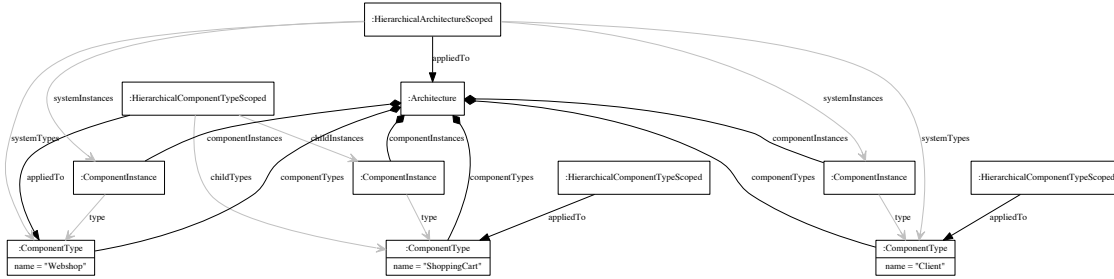 :HierarchicalArchitectureScoped
appliedTo
:HierarchicalComponentTypeScoped
:Architecture
systemInstances
systemInstances
systemTypes
componentInstances
childInstances
componentInstances
componentInstances
systemTypes
appliedTo
:ComponentInstance
childTypes
componentTypes
:ComponentInstance
componentTypes
:HierarchicalComponentTypeScoped
componentTypes
:ComponentInstance
:HierarchicalComponentTypeScoped
type
type
appliedTo
type
appliedTo
:ComponentType
name = "Webshop"
:ComponentType
name = "ShoppingCart"
:ComponentType
name = "Client"